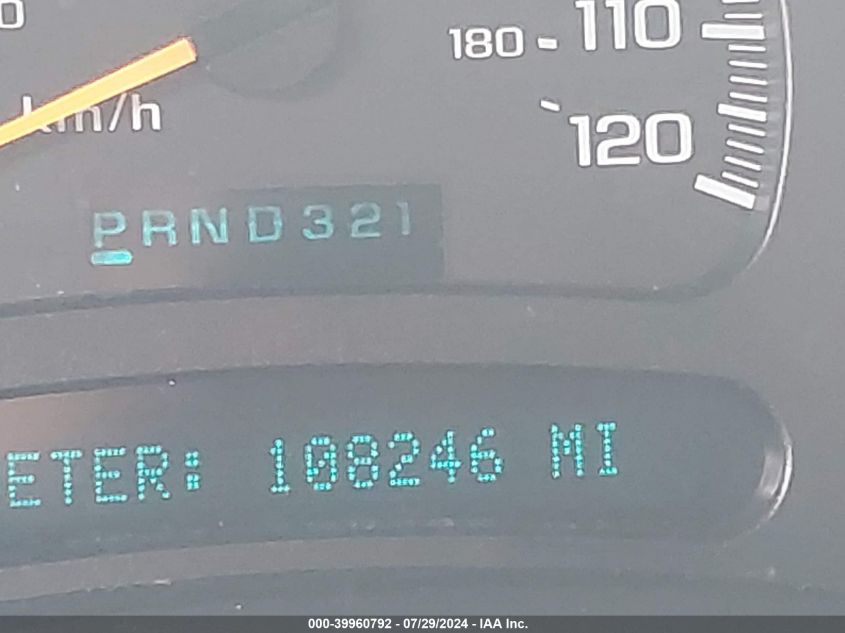 180 110
km/h
120
PRND321
ETER: 108246 MI
000-39960792 - 07/29/2024 - IAA Inc.